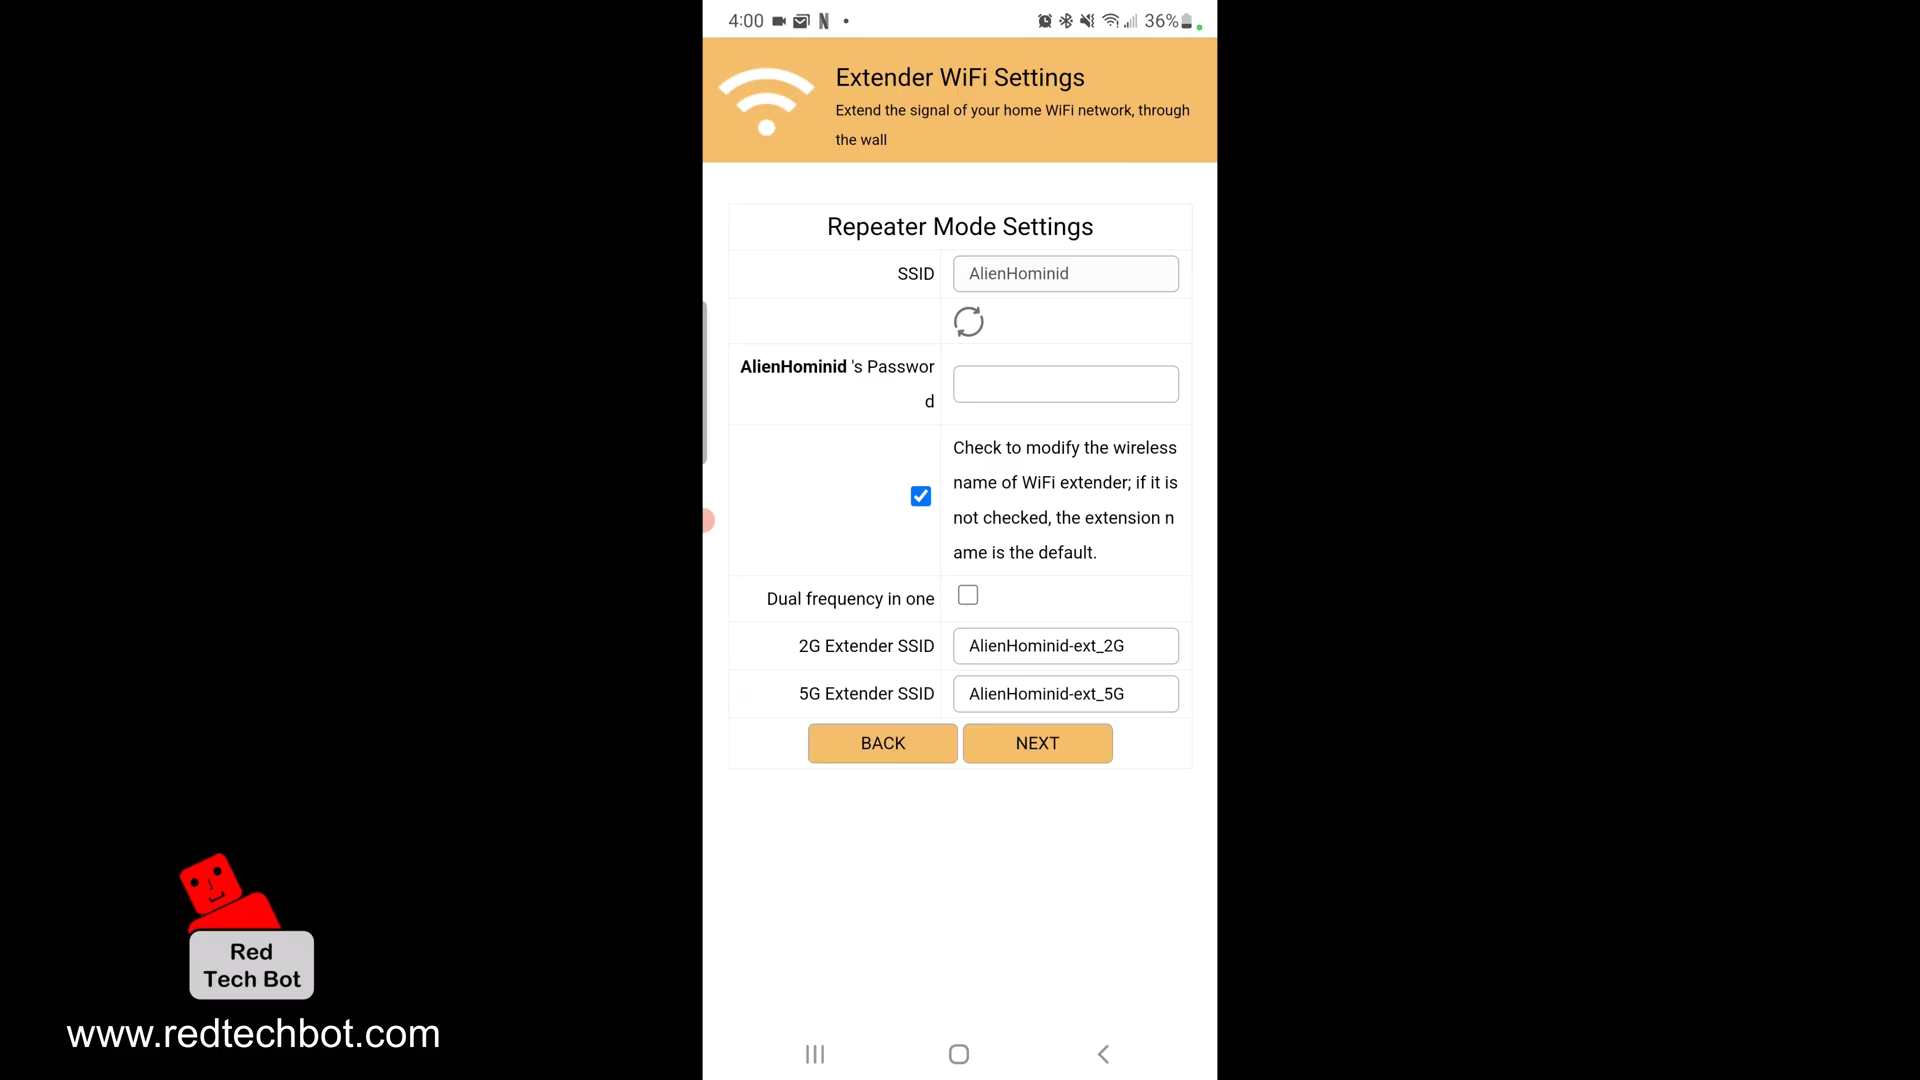 4:00 36%
Extender WiFi Settings
Extend the signal of your home WiFi network, through
the wall
Repeater Mode Settings
SSID AlienHominid
AlienHominid 's Passwor
d
Check to modify the wireless
name of WiFi extender; if it is
not checked, the extension n
ame is the default.
Dual frequency in one
2G Extender SSID AlienHominid-ext_2G
5G Extender SSID AlienHominid-ext_5G
BACK NEXT
Red
Tech Bot
www.redtechbot.com